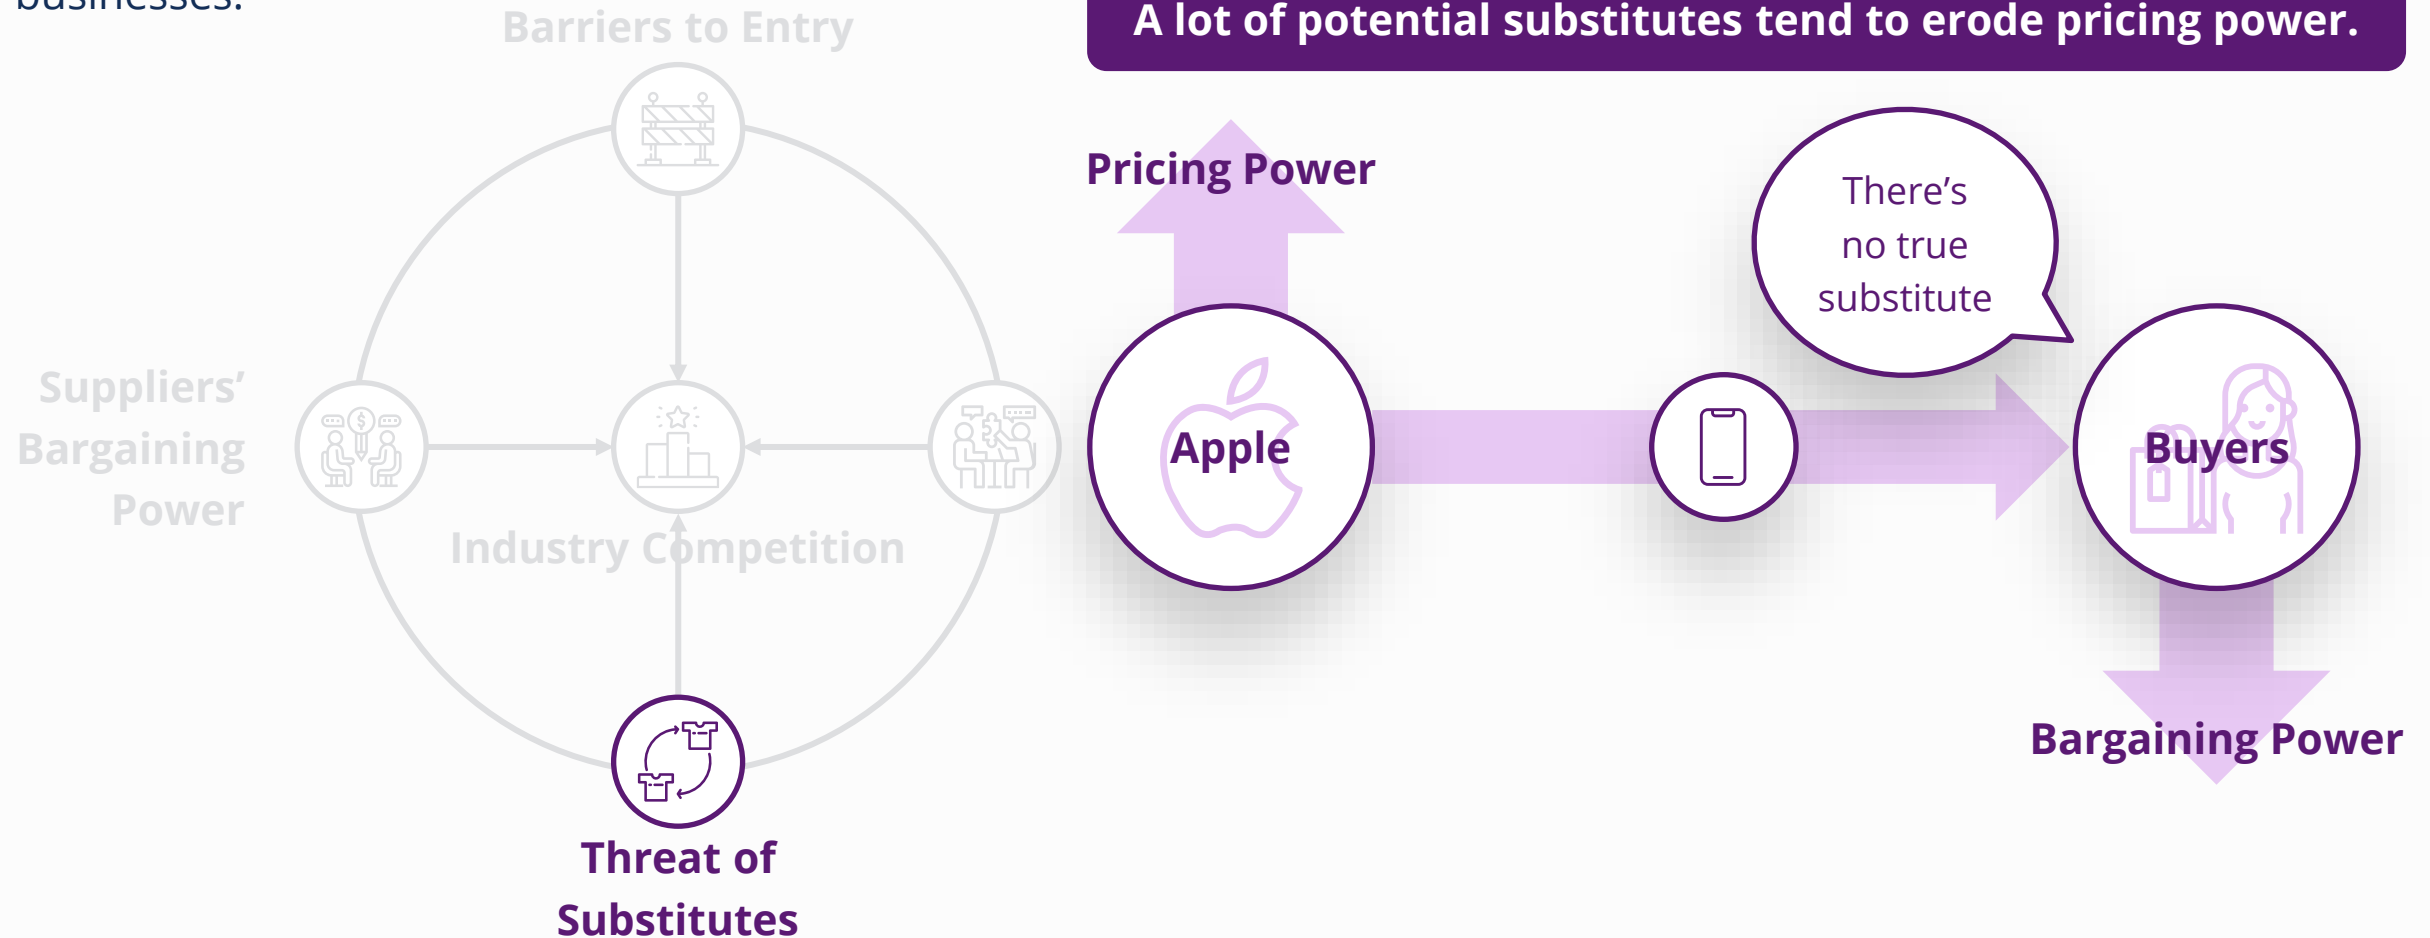 businesses.
Barriers to Entry
Suppliers’
Bargaining
Power
Industry Competition
Threat of
Substitutes
A lot of potential substitutes tend to erode pricing power.
Pricing Power
There’s
no true
substitute
Apple
Buyers
Bargaining Power